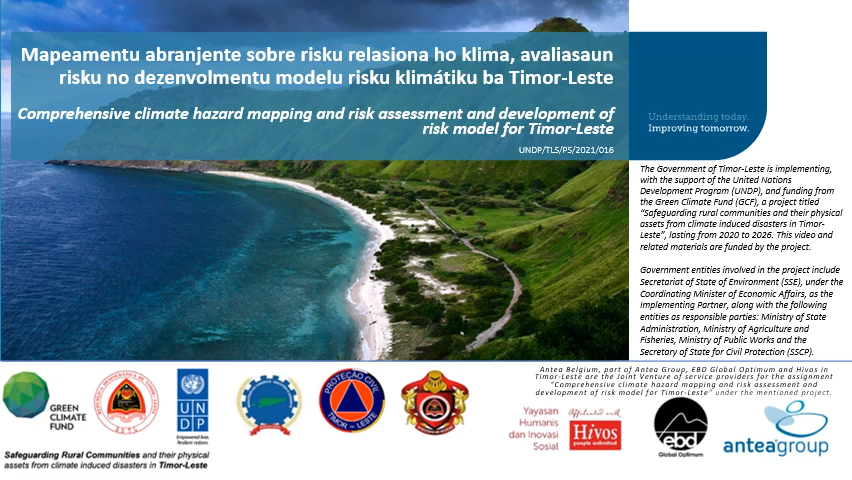 Mapeamentu abranjente sobre risku relasiona ho klima, avaliasaun
risku no dezenvolmentu modelu risku klimátiku ba Timor-Leste
Comprehensive climate hazard mapping and risk assessment and development of
risk model for Timor-Leste
UNDP/TLS/PS/2021/016
Understanding today.
Improving tomorrow.
The Government of Timor-Leste is implementing,
with the support of the United Nations
Development Program (UNDP), and funding from
the Green Climate Fund (GCF), a project titled
“Safeguarding rural communities and their physical
assets from climate induced disasters in Timor-
Leste”, lasting from 2020 to 2026. This video and
related materials are funded by the project.
Government entities involved in the project include
Secretariat of State of Environment (SSE), under the
Coordinating Minister of Economic Affairs, as the
Implementing Partner, along with the following
entities as responsible parties: Ministry of State
Administration, Ministry of Agriculture and
Fisheries, Ministry of Public Works and the
Secretary of State for Civil Protection (SSCP).
Antea Belgium, part of Antea Group, EBD Global Optimum and Hivos in
Timor-Leste are the Joint Venture of service providers for the assignment
“Comprehensive climate hazard mapping and risk assessment and
development of risk model for Timor-Leste” under the mentioned project.
GREEN
CLIMATE
FUND
U N
D P
Empowered lives.
Resilient nations.
PROTEÇÃO CIVIL
TIMOR - LESTE
Yayasan
Humanis
dan Inovasi
Sosial
Affiliated with
Hivos
people unlimited
ebd
Global Optimum
anteagroup
Safeguarding Rural Communities and their physical
assets from climate induced disasters in Timor-Leste